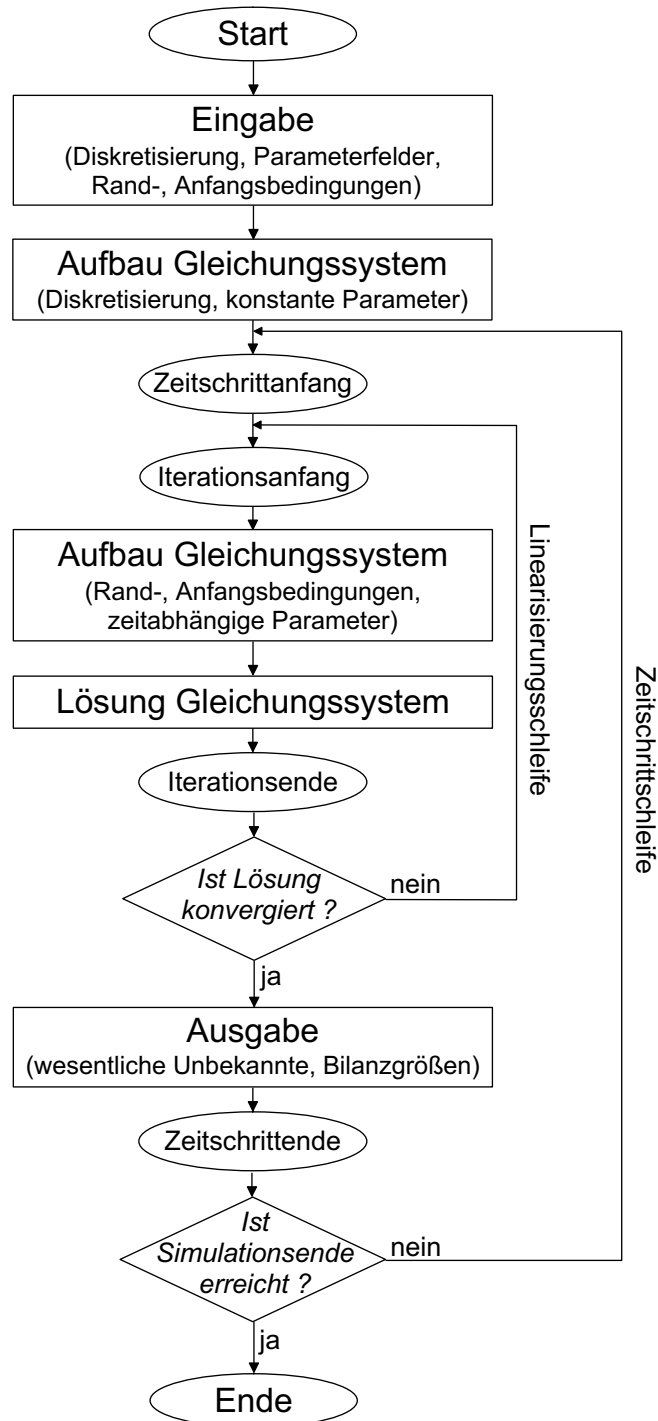 Start
Eingabe
(Diskretisierung, Parameterfelder,
Rand-, Anfangsbedingungen)
Aufbau Gleichungssystem
(Diskretisierung, konstante Parameter)
Zeitschrittanfang
Iterationsanfang
Aufbau Gleichungssystem
(Rand-, Anfangsbedingungen,
zeitabhängige Parameter)
Lösung Gleichungssystem
Iterationsende
Ist Lösung
konvergiert ?
nein
Linearisierungsschleife
ja
Ausgabe
(wesentliche Unbekannte, Bilanzgrößen)
Zeitschrittende
Ist
Simulationsende
erreicht ?
nein
Zeitschrittschleife
ja
Ende